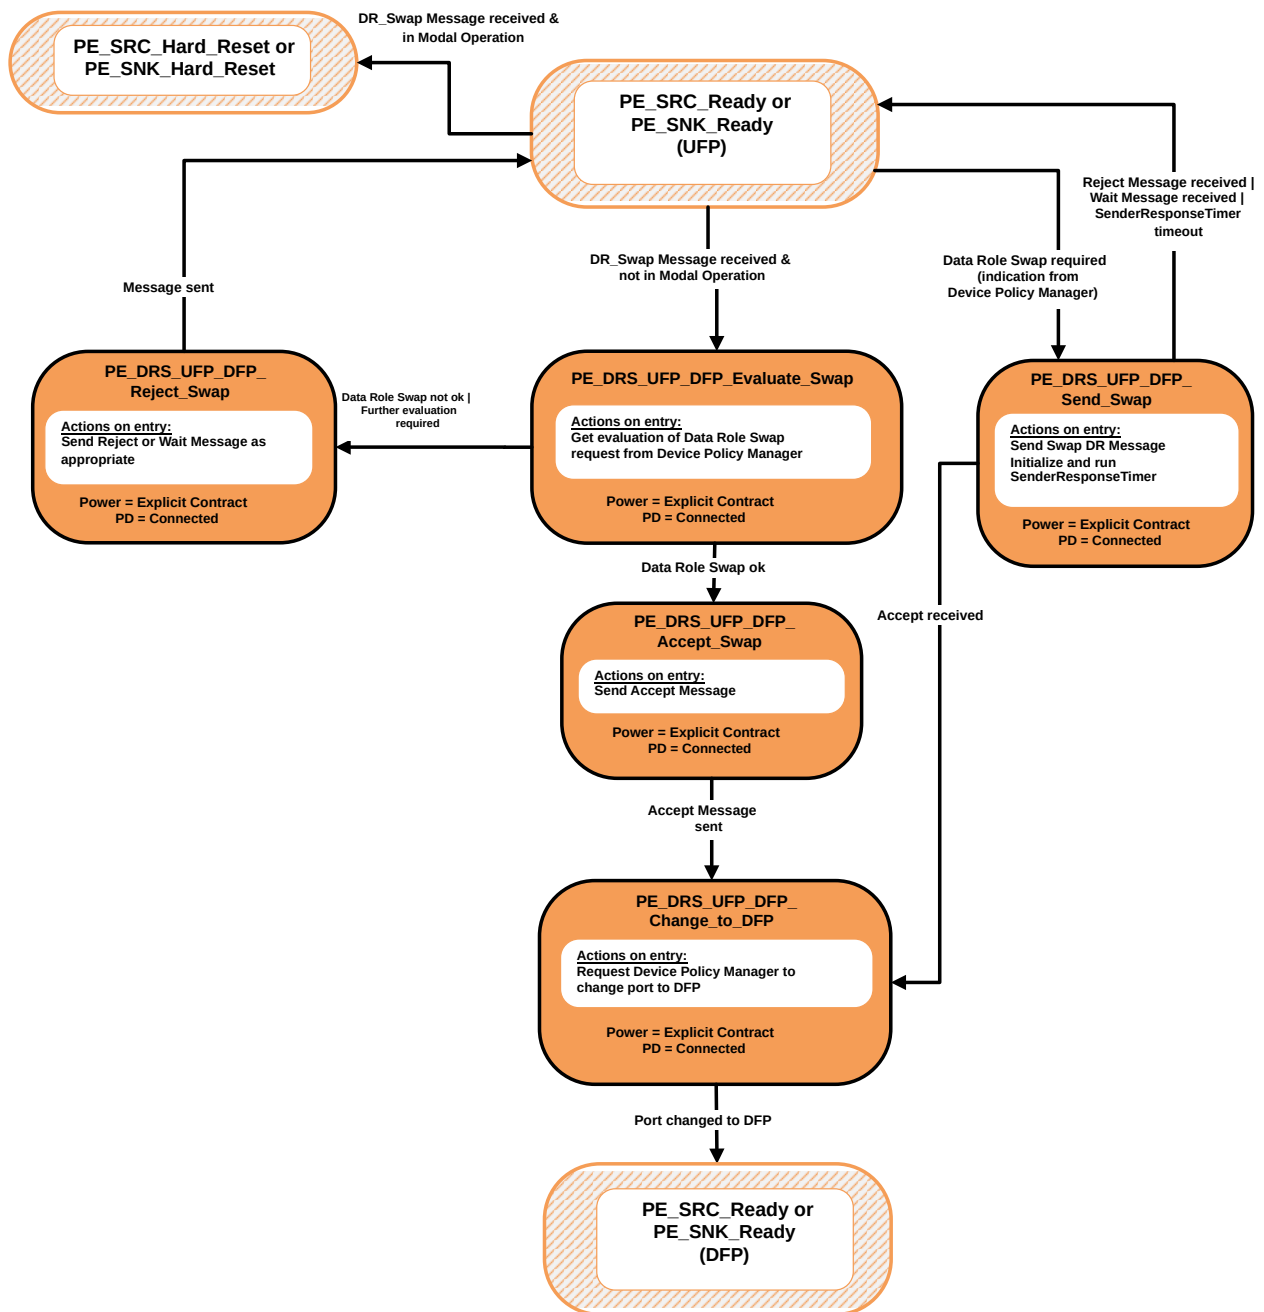 DR_Swap Message received &
in Modal Operation
PE_SRC_Hard_Reset or
PE_SNK_Hard_Reset
PE_SRC_Ready or
PE_SNK_Ready
(UFP)
Reject Message received |
Wait Message received |
SenderResponseTimer
timeout
DR_Swap Message received &
not in Modal Operation
Data Role Swap required
(indication from
Device Policy Manager)
Message sent
PE_DRS_UFP_DFP_
Reject_Swap
Actions on entry:
Send Reject or Wait Message as
appropriate
Power = Explicit Contract
PD = Connected
Data Role Swap not ok |
Further evaluation
required
PE_DRS_UFP_DFP_Evaluate_Swap
Actions on entry:
Get evaluation of Data Role Swap
request from Device Policy Manager
Power = Explicit Contract
PD = Connected
PE_DRS_UFP_DFP_
Send_Swap
Actions on entry:
Send Swap DR Message
Initialize and run
SenderResponseTimer
Power = Explicit Contract
PD = Connected
Data Role Swap ok
Accept received
PE_DRS_UFP_DFP_
Accept_Swap
Actions on entry:
Send Accept Message
Power = Explicit Contract
PD = Connected
Accept Message
sent
PE_DRS_UFP_DFP_
Change_to_DFP
Actions on entry:
Request Device Policy Manager to
change port to DFP
Power = Explicit Contract
PD = Connected
Port changed to DFP
PE_SRC_Ready or
PE_SNK_Ready
(DFP)